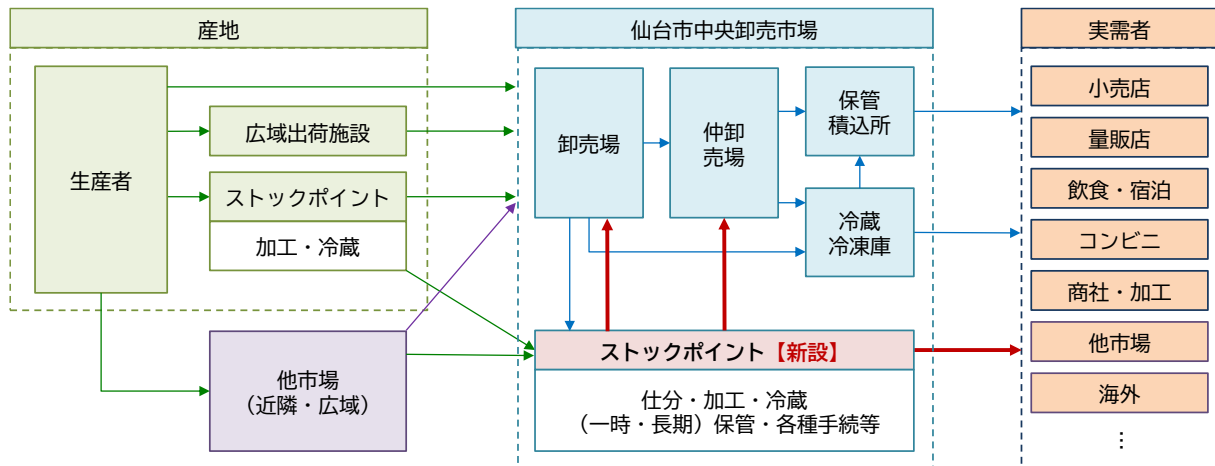 産地
生産者
広域出荷施設
ストックポイント
加工・冷蔵
他市場
（近隣・広域）
仙台市中央卸売市場
卸売場
仲卸
売場
保管
積込所
冷蔵
冷凍庫
ストックポイント【新設】
仕分・加工・冷蔵
（一時・長期）保管・各種手続等
実需者
小売店
量販店
飲食・宿泊
コンビニ
商社・加工
他市場
海外
⋮